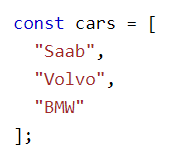 const cars = [
  "Saab",
  "Volvo",
  "BMW"
];